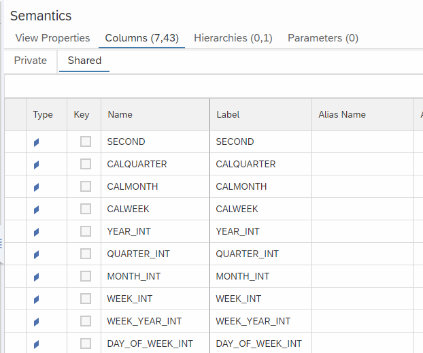 Semantics
View Properties Columns (7,43) Hierarchies (0,1) Parameters (0)
Private Shared
Type Key Name Label Alias Name
SECOND SECOND
CALQUARTER CALQUARTER
CALMONTH CALMONTH
CALWEEK CALWEEK
YEAR_INT YEAR_INT
QUARTER_INT QUARTER_INT
MONTH_INT MONTH_INT
WEEK_INT WEEK_INT
WEEK_YEAR_INT WEEK_YEAR_INT
DAY_OF_WEEK_INT DAY_OF_WEEK_INT